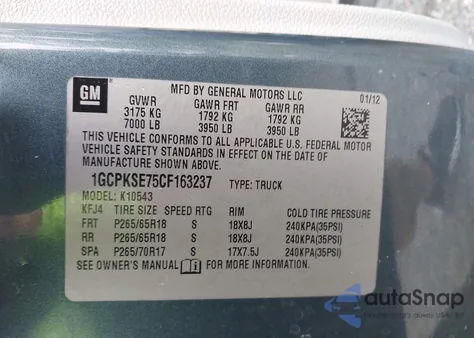 GM
MFD BY GENERAL MOTORS LLC
01/12
GVWR GAWR FRT GAWR RR
3175 KG 1792 KG 1792 KG
7000 LB 3950 LB 3950 LB
THIS VEHICLE CONFORMS TO ALL APPLICABLE U.S. FEDERAL MOTOR
VEHICLE SAFETY STANDARDS IN EFFECT ON THE DATE OF
MANUFACTURE SHOWN ABOVE.
1GCPKSE75CF163237 TYPE: TRUCK
MODEL: K10543
KFJ4 TIRE SIZE SPEED RTG RIM COLD TIRE PRESSURE
FRT P265/65R18 S 18X8J 240KPA(35PSI)
RR P265/65R18 S 18X8J 240KPA(35PSI)
SPA P265/70R17 S 17X7.5J 240KPA(35PSI)
SEE OWNER'S MANUAL FOR MORE INFORMATION.
autoSnap